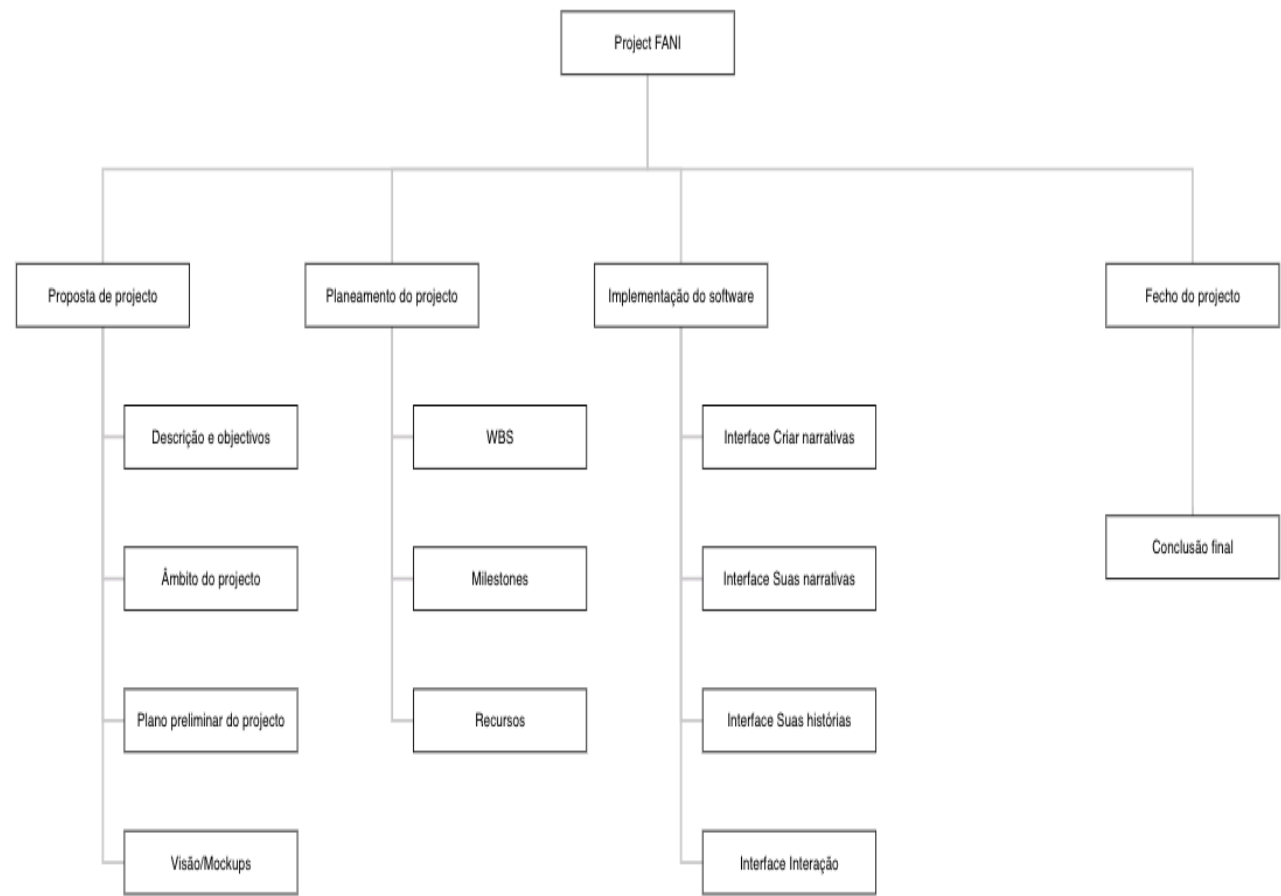 Project FANI
Proposta de projecto
Planeamento do projecto
Implementação do software
Fecho do projecto
Descrição e objectivos
WBS
Interface Criar narrativas
Âmbito do projecto
Milestones
Interface Suas narrativas
Conclusão final
Plano preliminar do projecto
Recursos
Interface Suas histórias
Visão/Mockups
Interface Interação